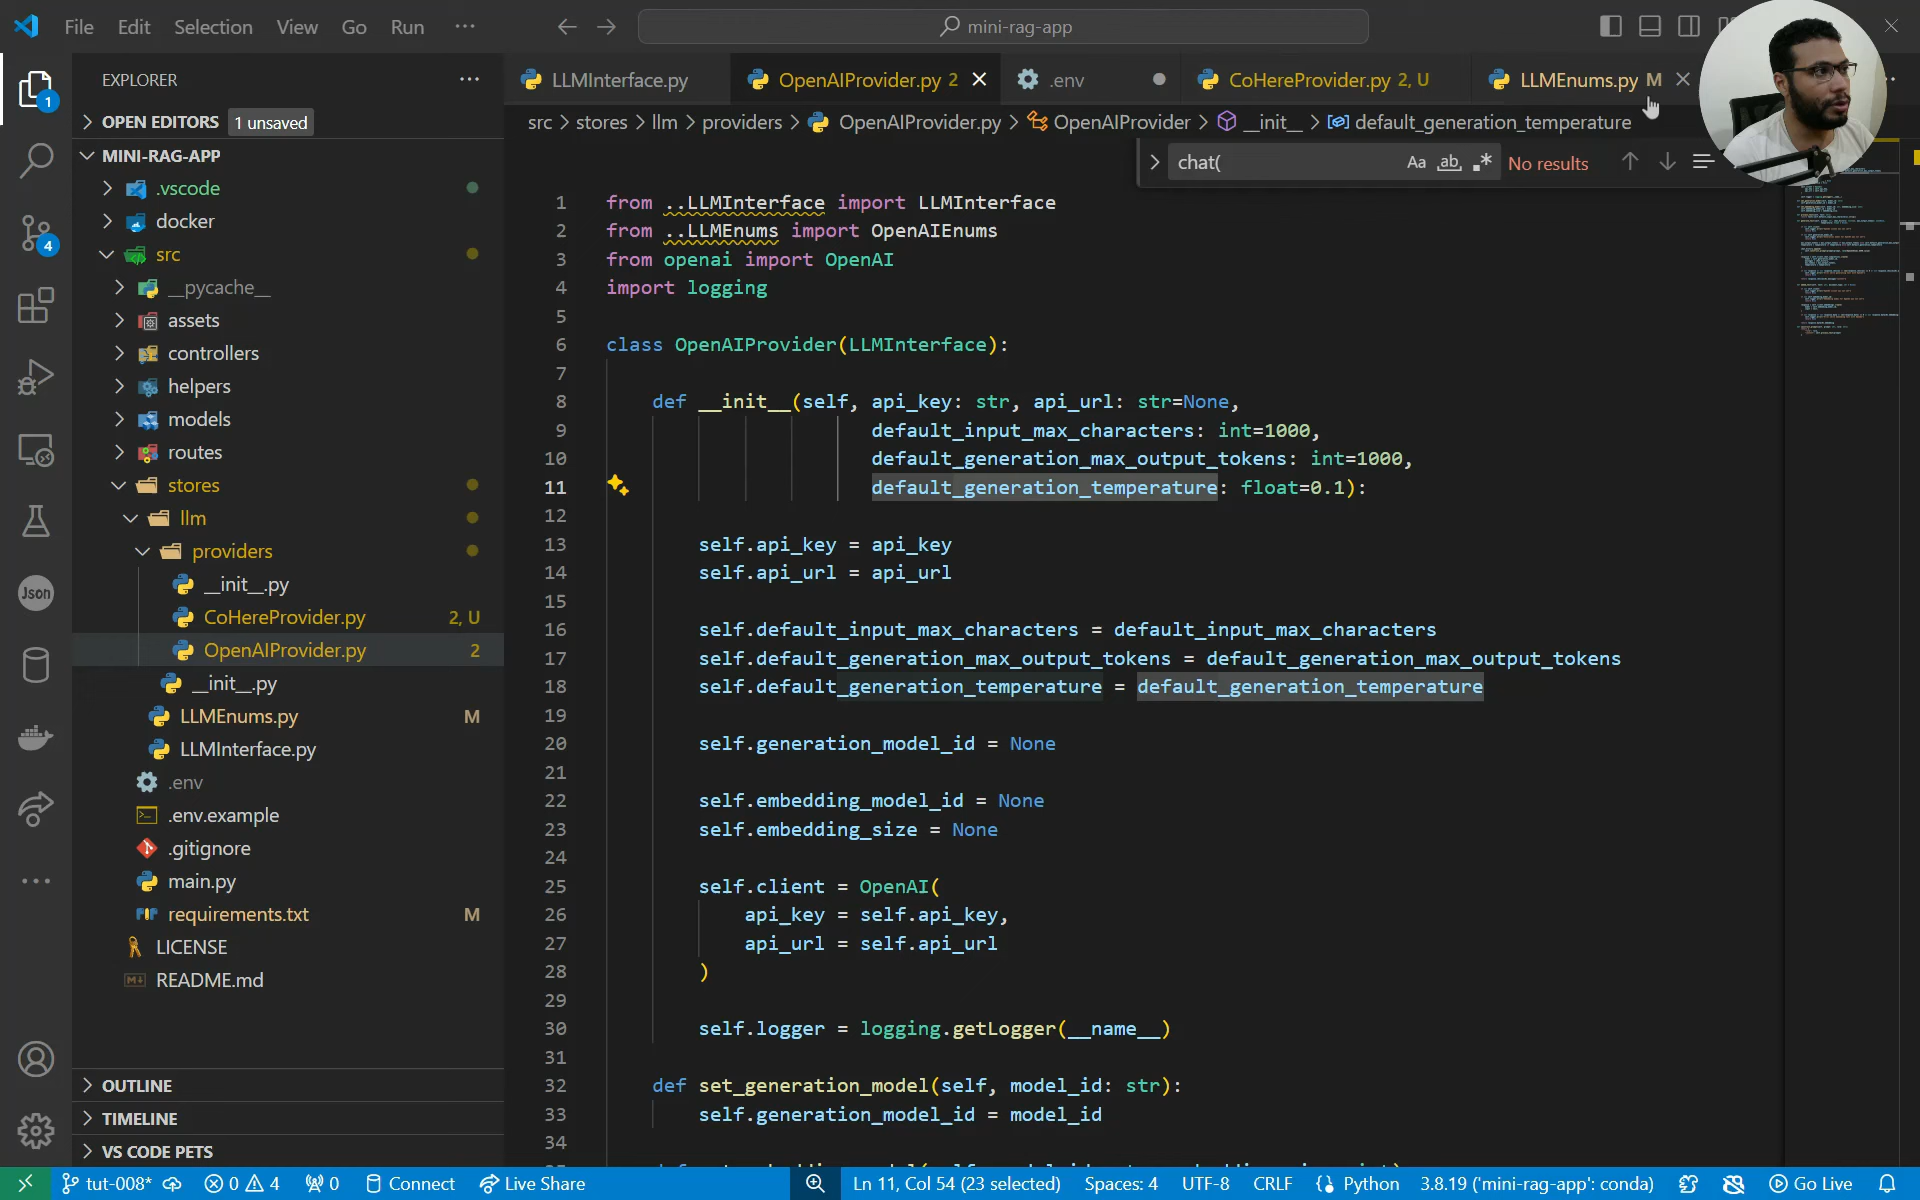 File Edit Selection View Go Run ··· mini-rag-app
EXPLORER ···
LLMInterface.py OpenAIProvider.py 2 .env CoHereProvider.py 2, U LLMEnums.py M
src > stores > llm > providers > OpenAIProvider.py > OpenAIProvider > __init__ > default_generation_temperature
chat( Aa ab No results
OPEN EDITORS 1 unsaved
MINI-RAG-APP
.vscode
docker
src
__pycache__
assets
controllers
helpers
models
routes
stores
llm
providers
__init__.py
CoHereProvider.py 2, U
OpenAIProvider.py 2
__init__.py
LLMEnums.py M
LLMInterface.py
.env
.env.example
.gitignore
main.py
requirements.txt M
LICENSE
README.md
OUTLINE
TIMELINE
VS CODE PETS
1
4
Json
1 from ..LLMInterface import LLMInterface
2 from ..LLMEnums import OpenAIEnums
3 from openai import OpenAI
4 import logging
5
6 class OpenAIProvider(LLMInterface):
7
8 def __init__(self, api_key: str, api_url: str=None,
9 default_input_max_characters: int=1000,
10 default_generation_max_output_tokens: int=1000,
11 default_generation_temperature: float=0.1):
12
13 self.api_key = api_key
14 self.api_url = api_url
15
16 self.default_input_max_characters = default_input_max_characters
17 self.default_generation_max_output_tokens = default_generation_max_output_tokens
18 self.default_generation_temperature = default_generation_temperature
19
20 self.generation_model_id = None
21
22 self.embedding_model_id = None
23 self.embedding_size = None
24
25 self.client = OpenAI(
26 api_key = self.api_key,
27 api_url = self.api_url
28 )
29
30 self.logger = logging.getLogger(__name__)
31
32 def set_generation_model(self, model_id: str):
33 self.generation_model_id = model_id
34
tut-008* 0 4 0 Connect Live Share Ln 11, Col 54 (23 selected) Spaces: 4 UTF-8 CRLF Python 3.8.19 ('mini-rag-app': conda) Go Live